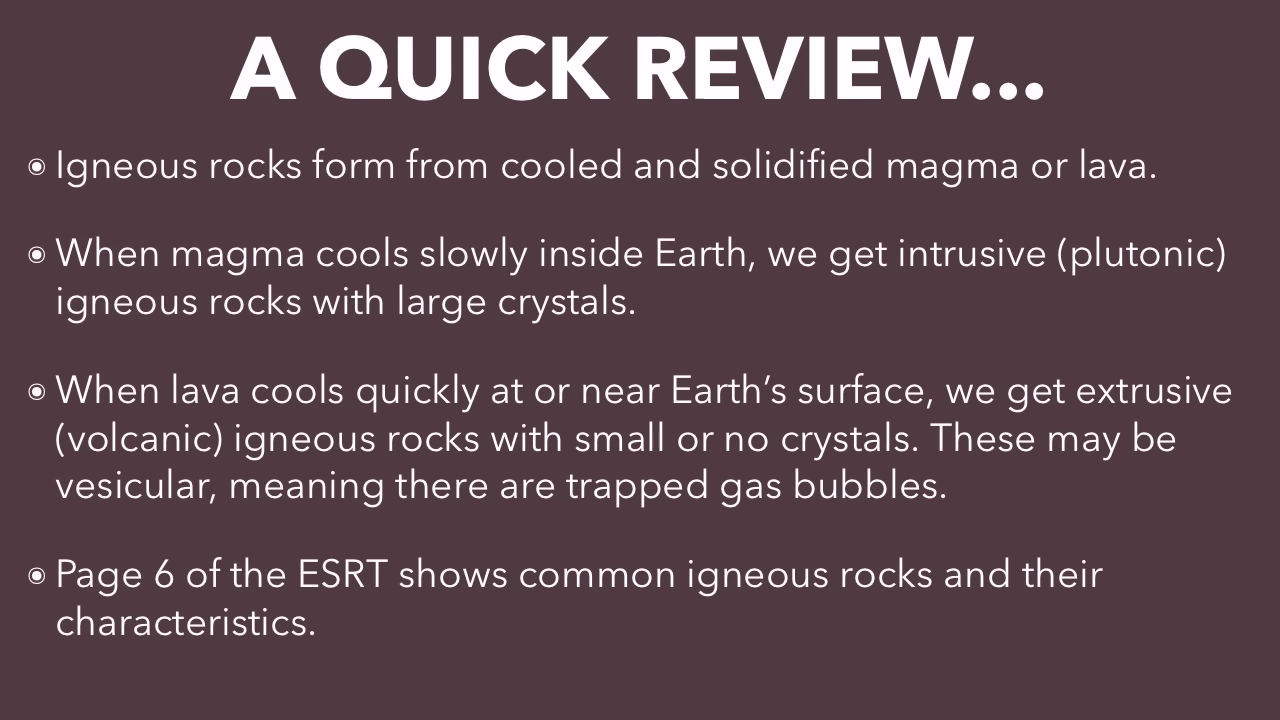 A QUICK REVIEW...
◉ Igneous rocks form from cooled and solidified magma or lava.
◉ When magma cools slowly inside Earth, we get intrusive (plutonic)
igneous rocks with large crystals.
◉ When lava cools quickly at or near Earth’s surface, we get extrusive
(volcanic) igneous rocks with small or no crystals. These may be
vesicular, meaning there are trapped gas bubbles.
◉ Page 6 of the ESRT shows common igneous rocks and their
characteristics.